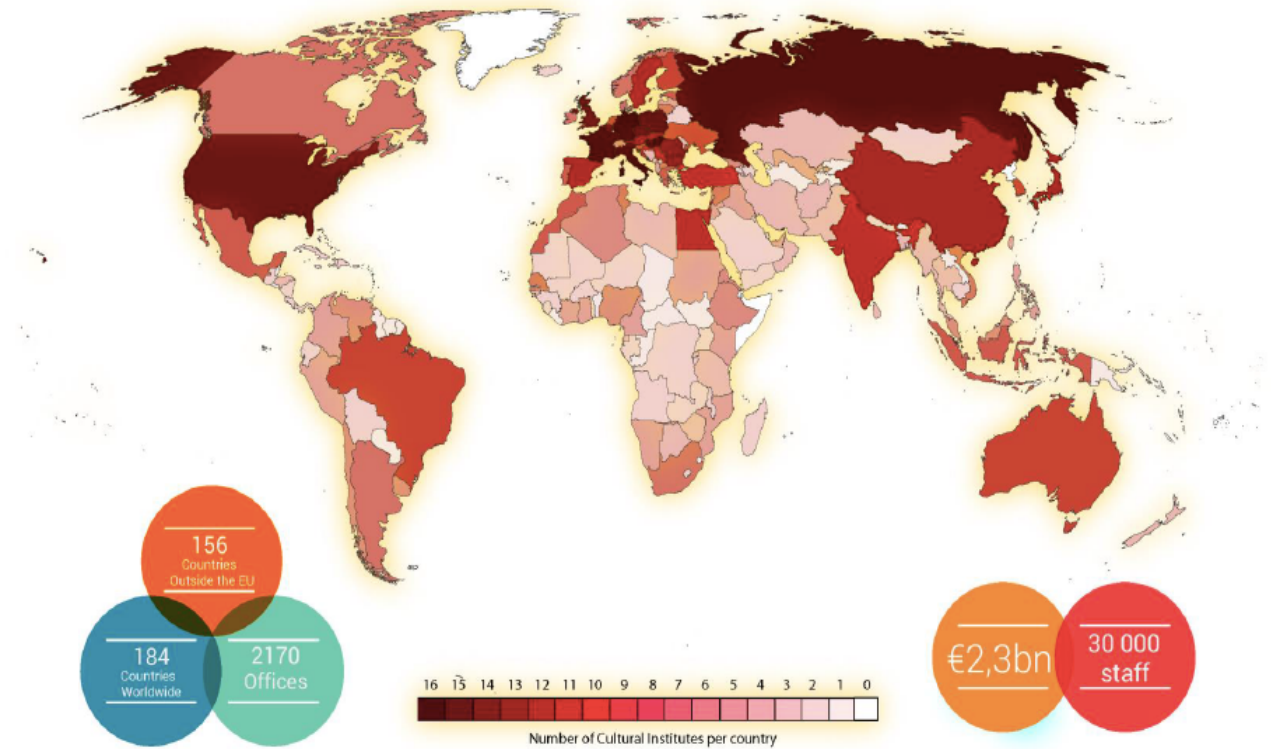 156
Countries
Outside the EU
184
Countries
Worldwide
2170
Offices
€2,3bn
30 000
staff
16 15 14 13 12 11 10 9 8 7 6 5 4 3 2 1 0
Number of Cultural Institutes per country